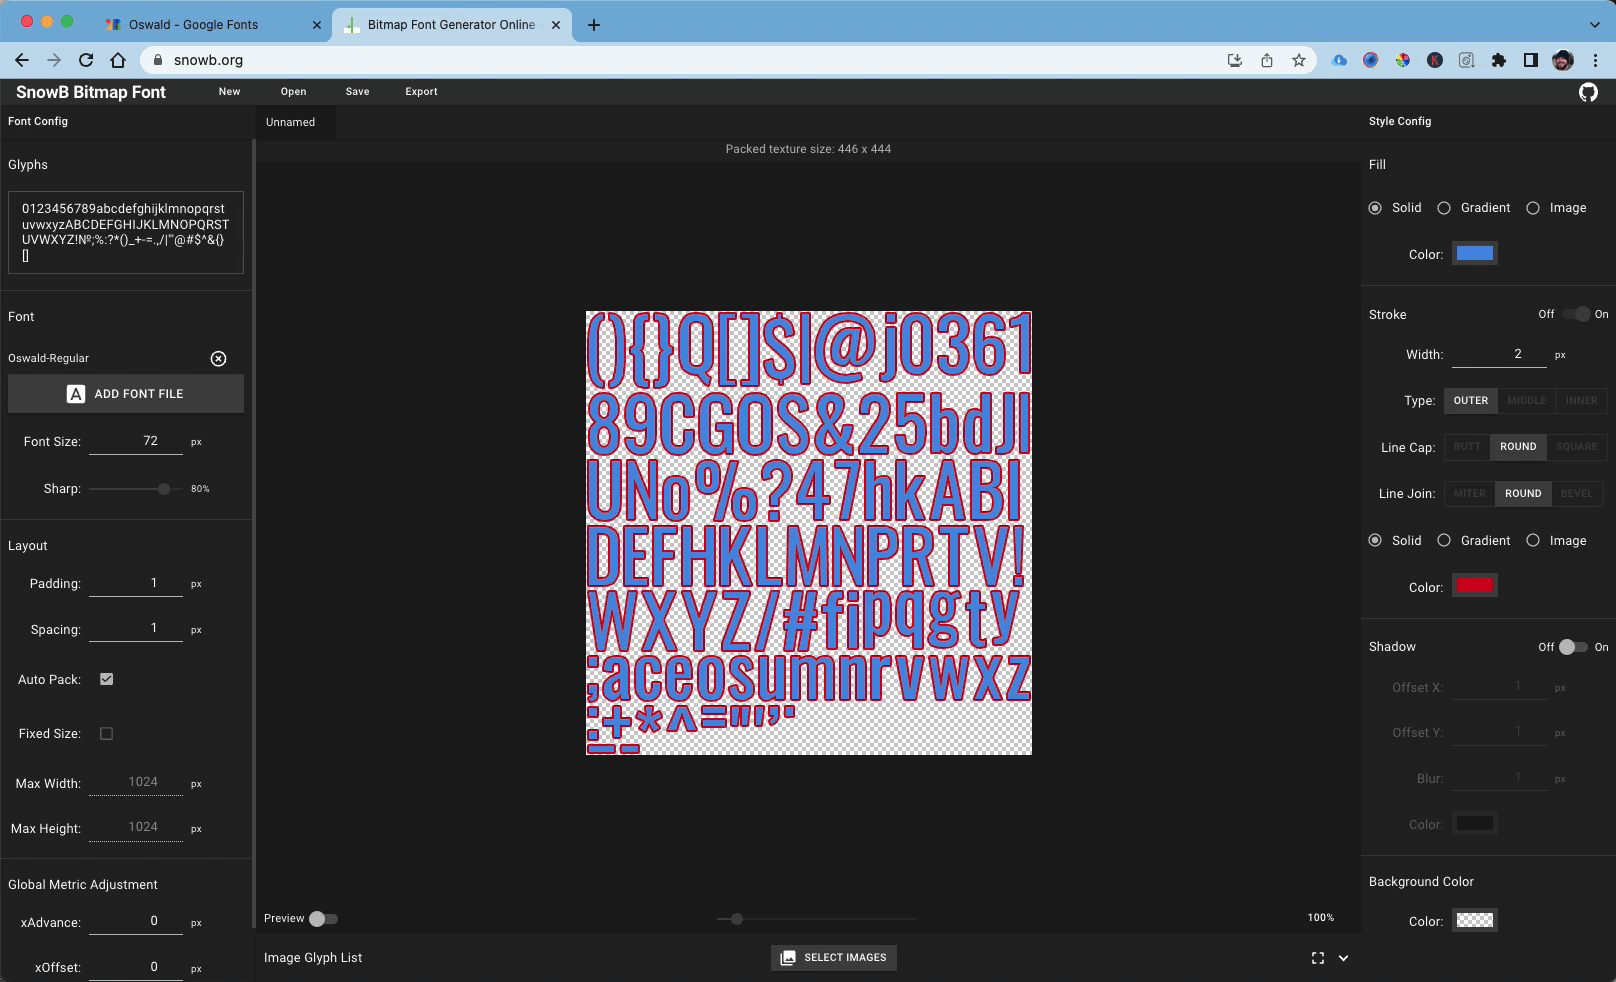 Oswald - Google Fonts
Bitmap Font Generator Online
snowb.org
SnowB Bitmap Font
New
Open
Save
Export
Font Config
Unnamed
Style Config
Packed texture size: 446 x 444
Glyphs
0123456789abcdefghijklmnopqrst
uvwxyzABCDEFGHIJKLMNOPQRST
UVWXYZ!№;%:?*()_+-=.,/|"'@#$^&{}
[]
Font
Oswald-Regular
A ADD FONT FILE
Font Size: 72 px
Sharp: 80%
Layout
Padding: 1 px
Spacing: 1 px
Auto Pack:
Fixed Size:
Max Width: 1024 px
Max Height: 1024 px
Global Metric Adjustment
xAdvance: 0 px
xOffset: 0 px
(){}Q[]$|@j0361
89CGOS&25bdJl
UNo%?47hkABI
DEFHKLMNPRTV!
WXYZ/#fipqgty
;aceosumnrvwxz
:+*^="',.
_-
Preview
100%
Image Glyph List
SELECT IMAGES
Fill
Solid Gradient Image
Color:
Stroke Off On
Width: 2 px
Type: OUTER MIDDLE INNER
Line Cap: BUTT ROUND SQUARE
Line Join: MITER ROUND BEVEL
Solid Gradient Image
Color:
Shadow Off On
Offset X: 1 px
Offset Y: 1 px
Blur: 1 px
Color:
Background Color
Color: